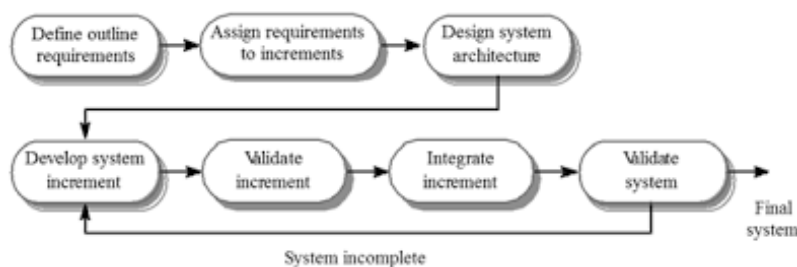 Define outline
requirements
Assign requirements
to increments
Design system
architecture
Develop system
increment
Validate
increment
Integrate
increment
Validate
system
Final
system
System incomplete